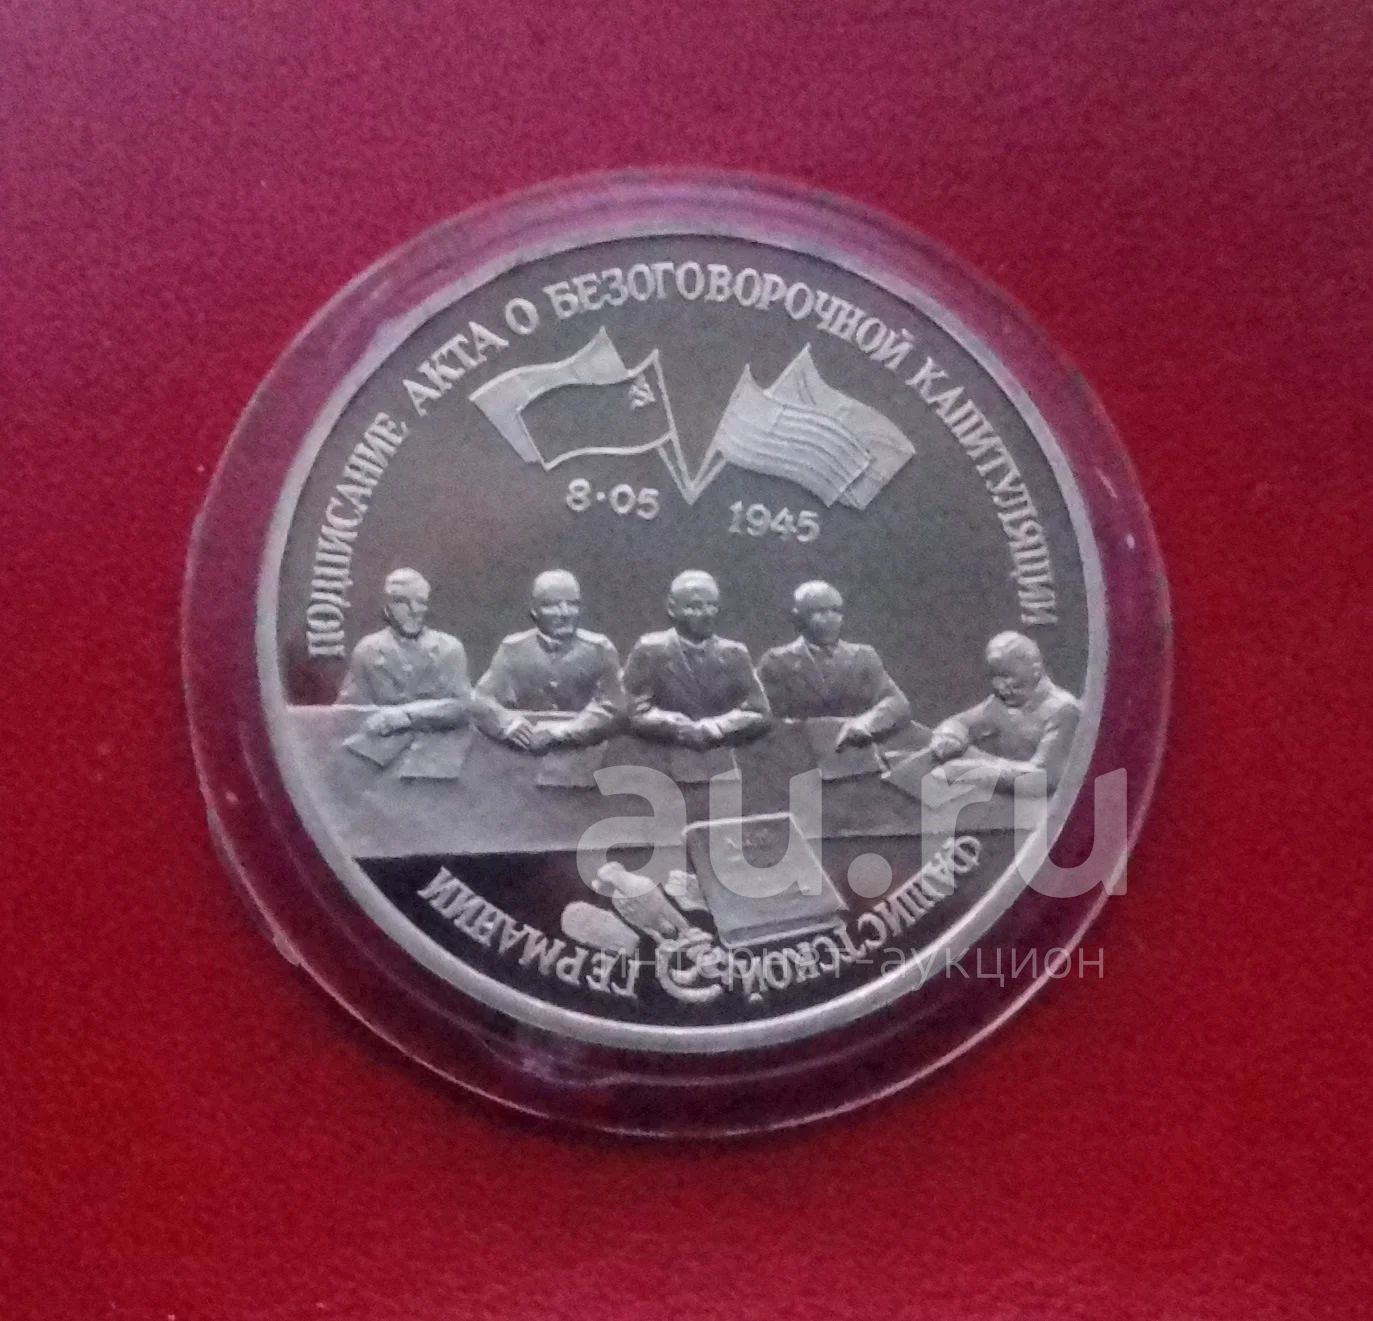 ПОДПИСАНИЕ АКТА О БЕЗОГОВОРОЧНОЙ КАПИТУЛЯЦИИ
8·05 1945
ФАШИСТСКОЙ ГЕРМАНИИ
au.ru
интернет-аукцион